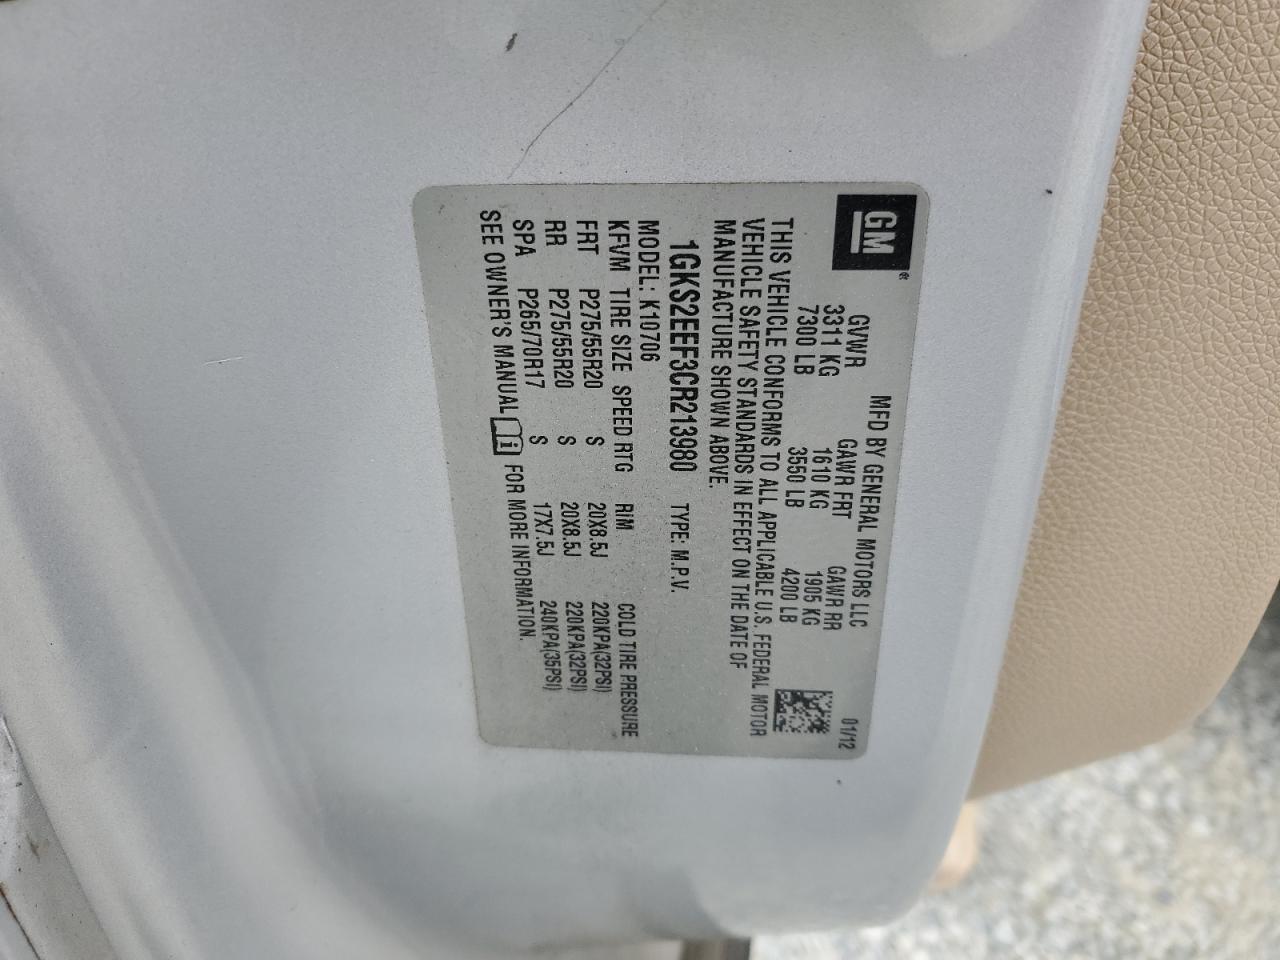 GM®
MFD BY GENERAL MOTORS LLC 01/12
GVWR GAWR FRT GAWR RR
3311 KG 1610 KG 1905 KG
7300 LB 3550 LB 4200 LB
THIS VEHICLE CONFORMS TO ALL APPLICABLE U.S. FEDERAL MOTOR
VEHICLE SAFETY STANDARDS IN EFFECT ON THE DATE OF
MANUFACTURE SHOWN ABOVE.
1GKS2EEF3CR213980 TYPE: M.P.V.
MODEL: K10706
KFVM TIRE SIZE SPEED RTG RIM COLD TIRE PRESSURE
FRT P275/55R20 S 20X8.5J 220KPA(32PSI)
RR P275/55R20 S 20X8.5J 220KPA(32PSI)
SPA P265/70R17 S 17X7.5J 240KPA(35PSI)
SEE OWNER'S MANUAL i FOR MORE INFORMATION.